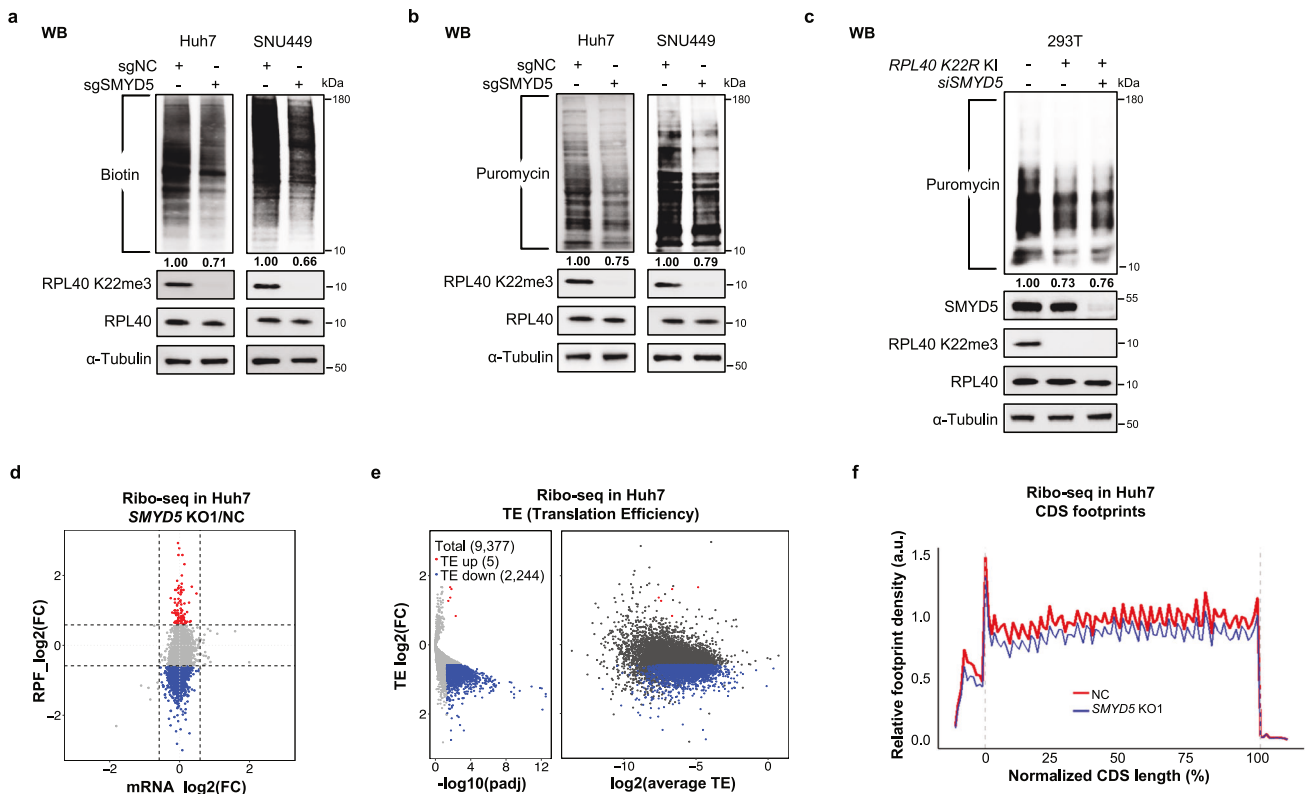 a
WB
Huh7 SNU449
sgNC + - + -
sgSMYD5 - + - + kDa
180
Biotin
10
1.00 0.71 1.00 0.66
RPL40 K22me3 10
RPL40 10
α-Tubulin 50
b
WB
Huh7 SNU449
sgNC + - + -
sgSMYD5 - + - + kDa
180
Puromycin
10
1.00 0.75 1.00 0.79
RPL40 K22me3 10
RPL40 10
α-Tubulin 50
c
WB
293T
RPL40 K22R KI - + +
siSMYD5 - - + kDa
180
Puromycin
10
1.00 0.73 0.76
SMYD5 55
RPL40 K22me3 10
RPL40 10
α-Tubulin 50
d
Ribo-seq in Huh7
SMYD5 KO1/NC
RPF_log2(FC)
2
0
−2
−2 0 2
mRNA_log2(FC)
e
Ribo-seq in Huh7
TE (Translation Efficiency)
Total (9,377)
TE up (5)
TE down (2,244)
TE log2(FC)
2
0
2
0 4 8 12
-log10(padj)
−10 −5 0
log2(average TE)
f
Ribo-seq in Huh7
CDS footprints
Relative footprint density (a.u.)
1.5
1.0
0.5
0.0
NC
SMYD5 KO1
0 25 50 75 100
Normalized CDS length (%)